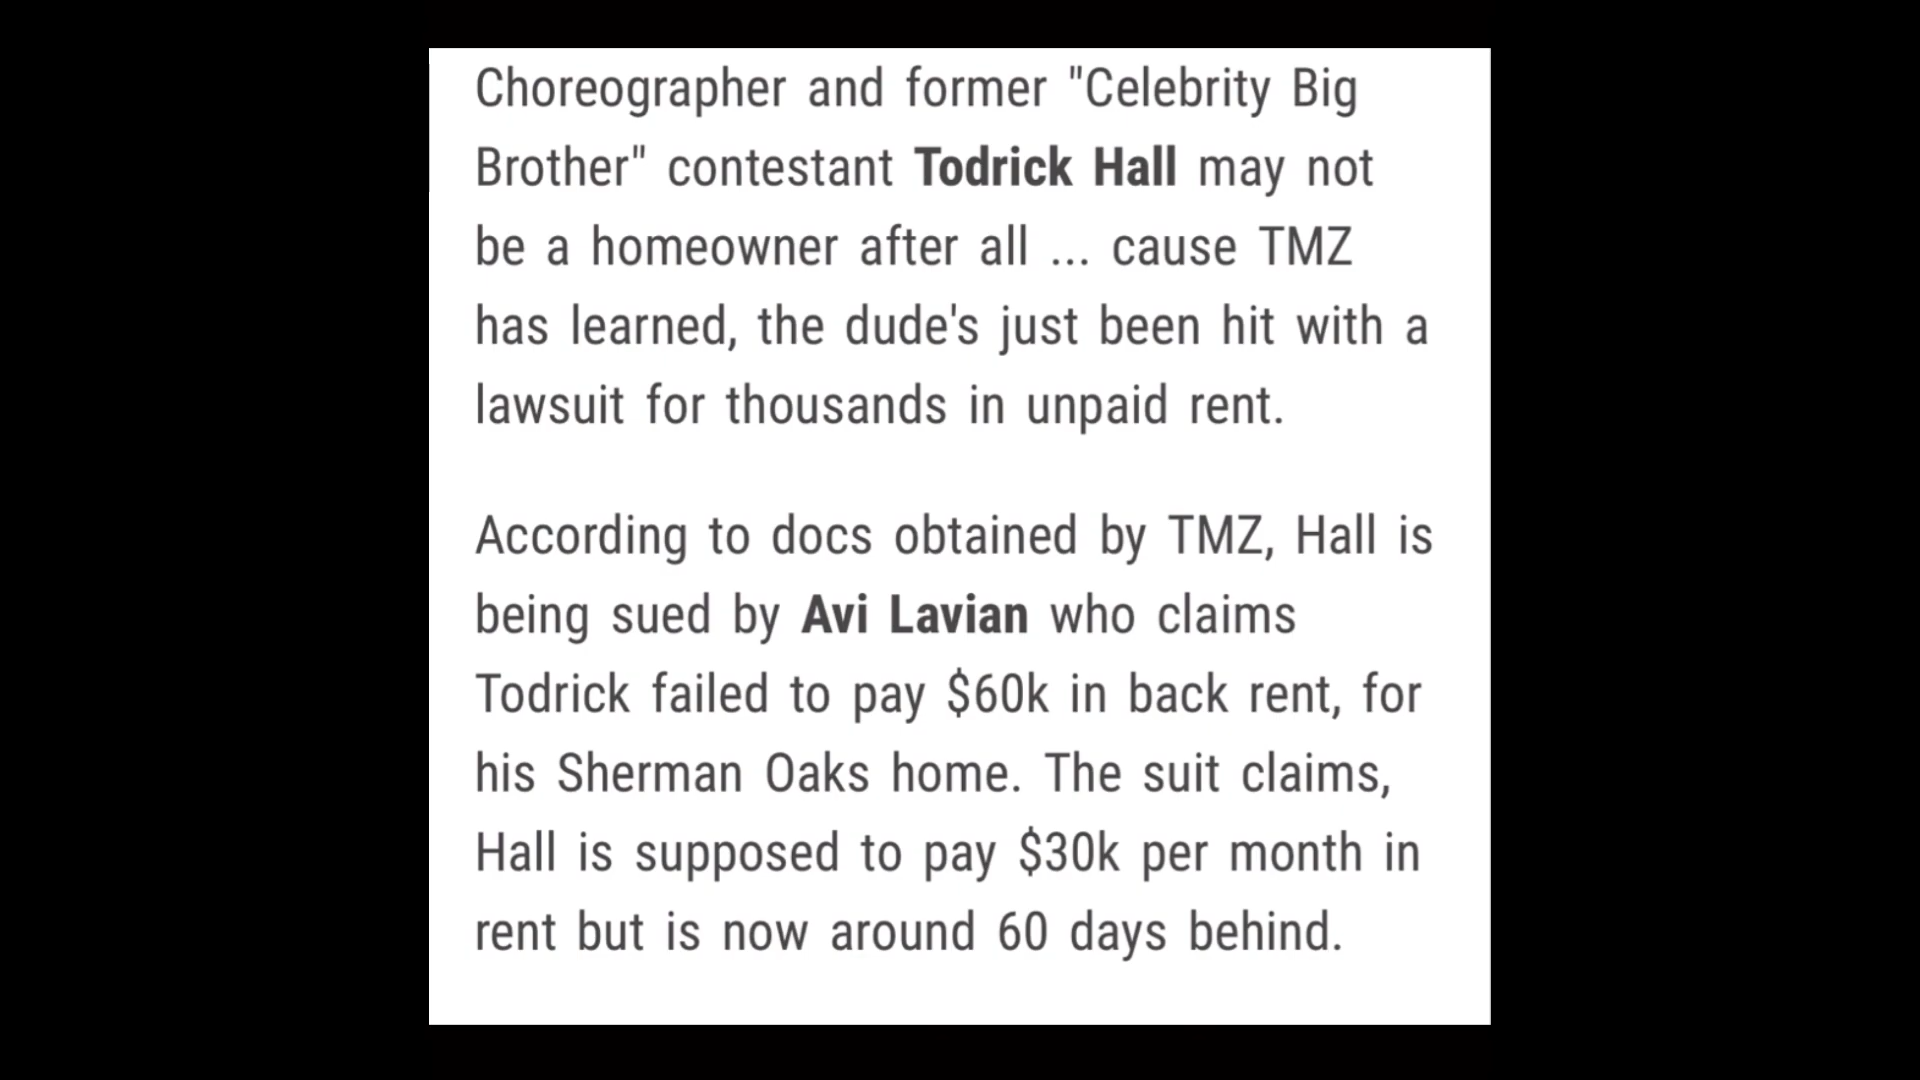 Choreographer and former "Celebrity Big
Brother" contestant Todrick Hall may not
be a homeowner after all ... cause TMZ
has learned, the dude's just been hit with a
lawsuit for thousands in unpaid rent.
According to docs obtained by TMZ, Hall is
being sued by Avi Lavian who claims
Todrick failed to pay $60k in back rent, for
his Sherman Oaks home. The suit claims,
Hall is supposed to pay $30k per month in
rent but is now around 60 days behind.